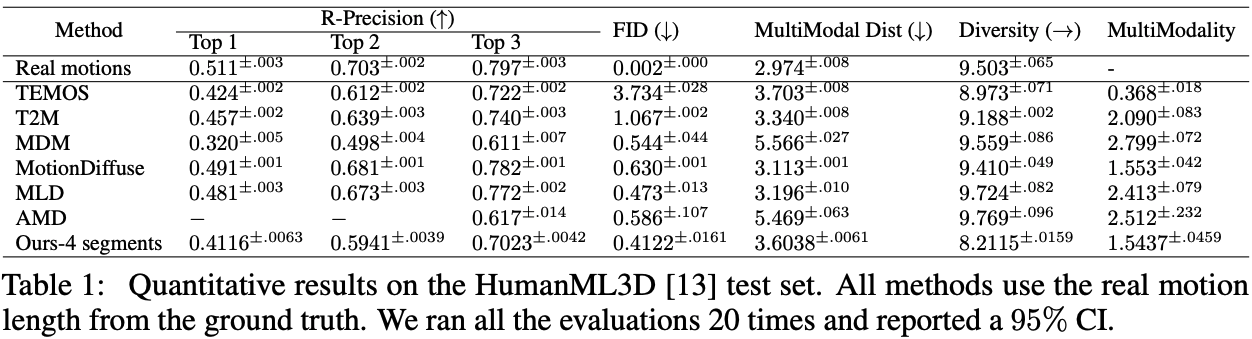 Method R-Precision (↑) FID (↓) MultiModal Dist (↓) Diversity (→) MultiModality
Top 1 Top 2 Top 3
Real motions 0.511±.003 0.703±.002 0.797±.003 0.002±.000 2.974±.008 9.503±.065 -
TEMOS 0.424±.002 0.612±.002 0.722±.002 3.734±.028 3.703±.008 8.973±.071 0.368±.018
T2M 0.457±.002 0.639±.003 0.740±.003 1.067±.002 3.340±.008 9.188±.002 2.090±.083
MDM 0.320±.005 0.498±.004 0.611±.007 0.544±.044 5.566±.027 9.559±.086 2.799±.072
MotionDiffuse 0.491±.001 0.681±.001 0.782±.001 0.630±.001 3.113±.001 9.410±.049 1.553±.042
MLD 0.481±.003 0.673±.003 0.772±.002 0.473±.013 3.196±.010 9.724±.082 2.413±.079
AMD − − 0.617±.014 0.586±.107 5.469±.063 9.769±.096 2.512±.232
Ours-4 segments 0.4116±.0063 0.5941±.0039 0.7023±.0042 0.4122±.0161 3.6038±.0061 8.2115±.0159 1.5437±.0459
Table 1: Quantitative results on the HumanML3D [13] test set. All methods use the real motion
length from the ground truth. We ran all the evaluations 20 times and reported a 95% CI.